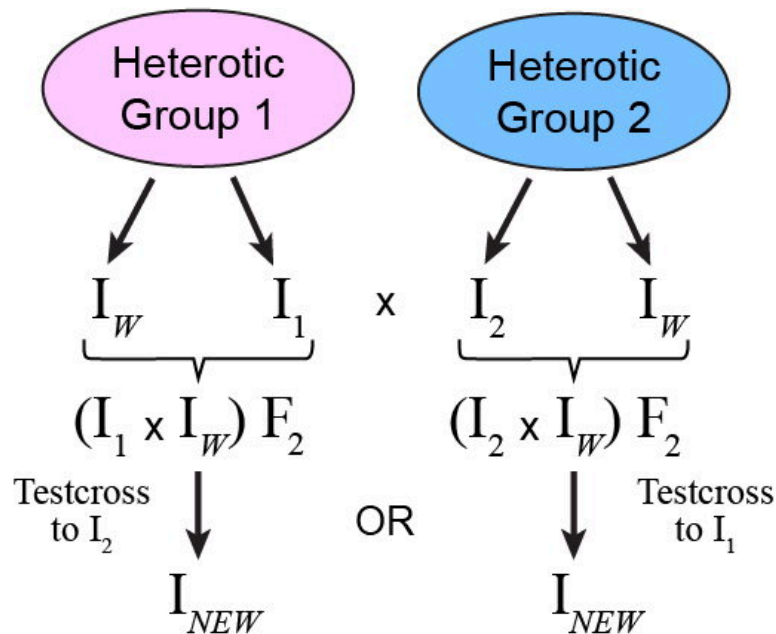 Heterotic
Group 1
Heterotic
Group 2
I_W I_1 x I_2 I_W
(I_1 x I_W) F_2 (I_2 x I_W) F_2
Testcross
to I_2
OR
Testcross
to I_1
I_NEW I_NEW